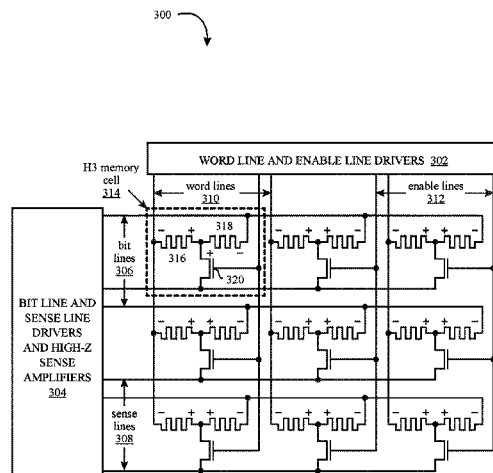 300
WORD LINE AND ENABLE LINE DRIVERS 302
H3 memory
cell
314
word lines
310
enable lines
312
− + + −
318
316
+
−
320
bit
lines
306
BIT LINE AND
SENSE LINE
DRIVERS
AND HIGH-Z
SENSE
AMPLIFIERS
304
− + + − − + + − − + + −
sense
lines
308
− + + − − + + − − + + −